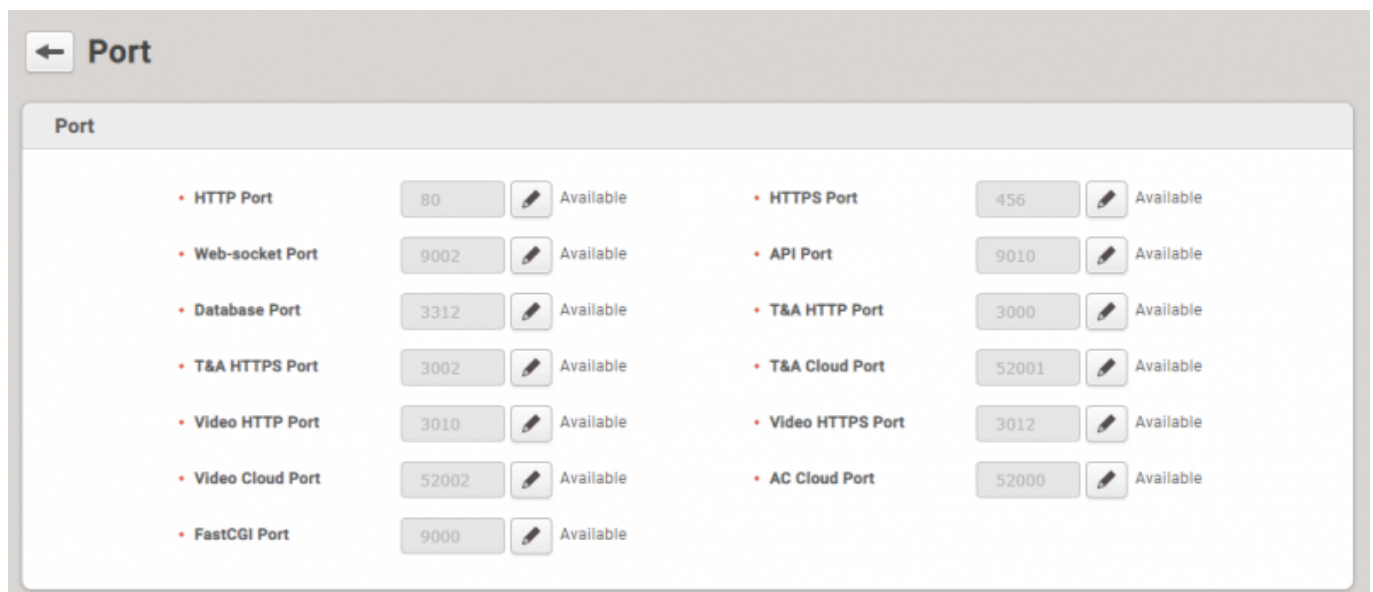 Port
Port
HTTP Port 80 Available HTTPS Port 456 Available
Web-socket Port 9002 Available API Port 9010 Available
Database Port 3312 Available T&A HTTP Port 3000 Available
T&A HTTPS Port 3002 Available T&A Cloud Port 52001 Available
Video HTTP Port 3010 Available Video HTTPS Port 3012 Available
Video Cloud Port 52002 Available AC Cloud Port 52000 Available
FastCGI Port 9000 Available